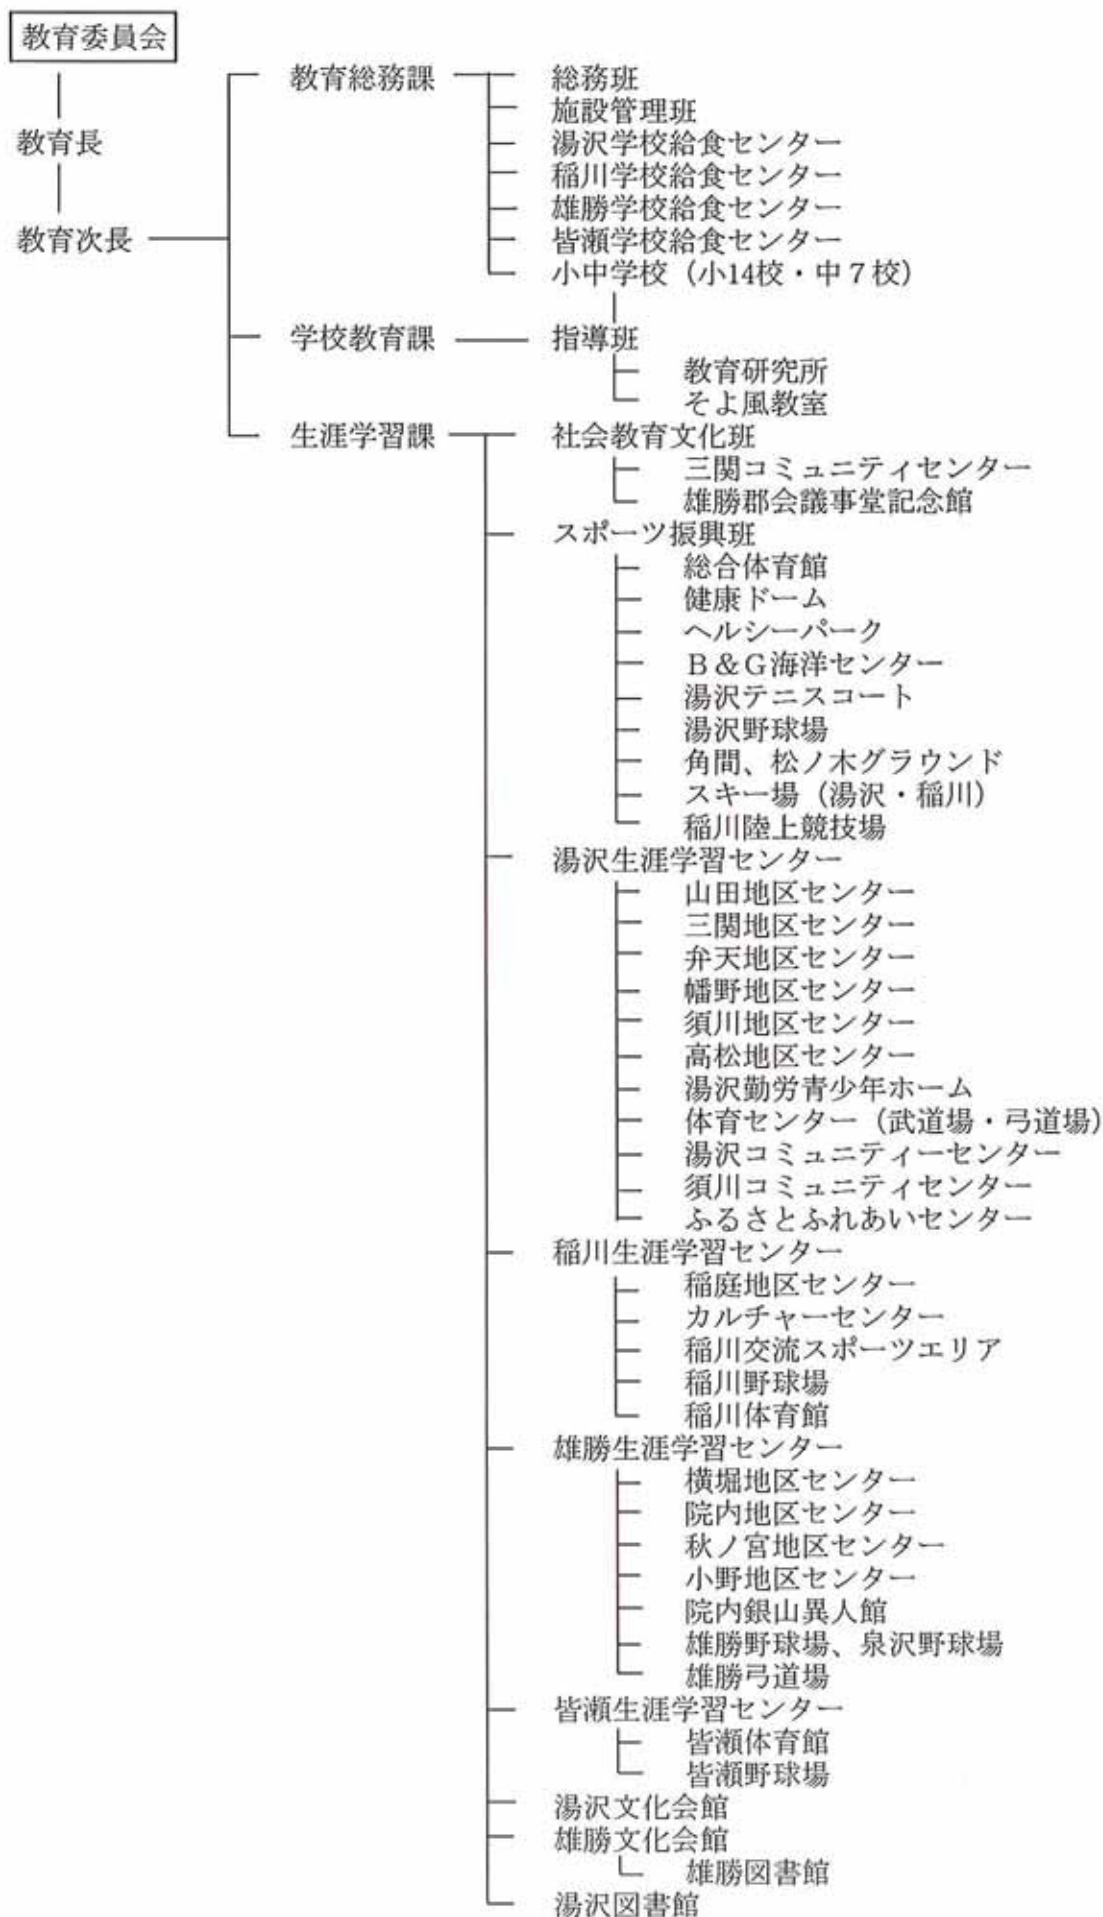 教育委員会
教育総務課 総務班
施設管理班
教育長 湯沢学校給食センター
稲川学校給食センター
雄勝学校給食センター
教育次長 皆瀬学校給食センター
小中学校（小14校・中７校）
学校教育課 指導班
教育研究所
そよ風教室
生涯学習課 社会教育文化班
三関コミュニティセンター
雄勝郡会議事堂記念館
スポーツ振興班
総合体育館
健康ドーム
ヘルシーパーク
Ｂ＆Ｇ海洋センター
湯沢テニスコート
湯沢野球場
角間、松ノ木グラウンド
スキー場（湯沢・稲川）
稲川陸上競技場
湯沢生涯学習センター
山田地区センター
三関地区センター
弁天地区センター
幡野地区センター
須川地区センター
高松地区センター
湯沢勤労青少年ホーム
体育センター（武道場・弓道場）
湯沢コミュニティーセンター
須川コミュニティセンター
ふるさとふれあいセンター
稲川生涯学習センター
稲庭地区センター
カルチャーセンター
稲川交流スポーツエリア
稲川野球場
稲川体育館
雄勝生涯学習センター
横堀地区センター
院内地区センター
秋ノ宮地区センター
小野地区センター
院内銀山異人館
雄勝野球場、泉沢野球場
雄勝弓道場
皆瀬生涯学習センター
皆瀬体育館
皆瀬野球場
湯沢文化会館
雄勝文化会館
雄勝図書館
湯沢図書館